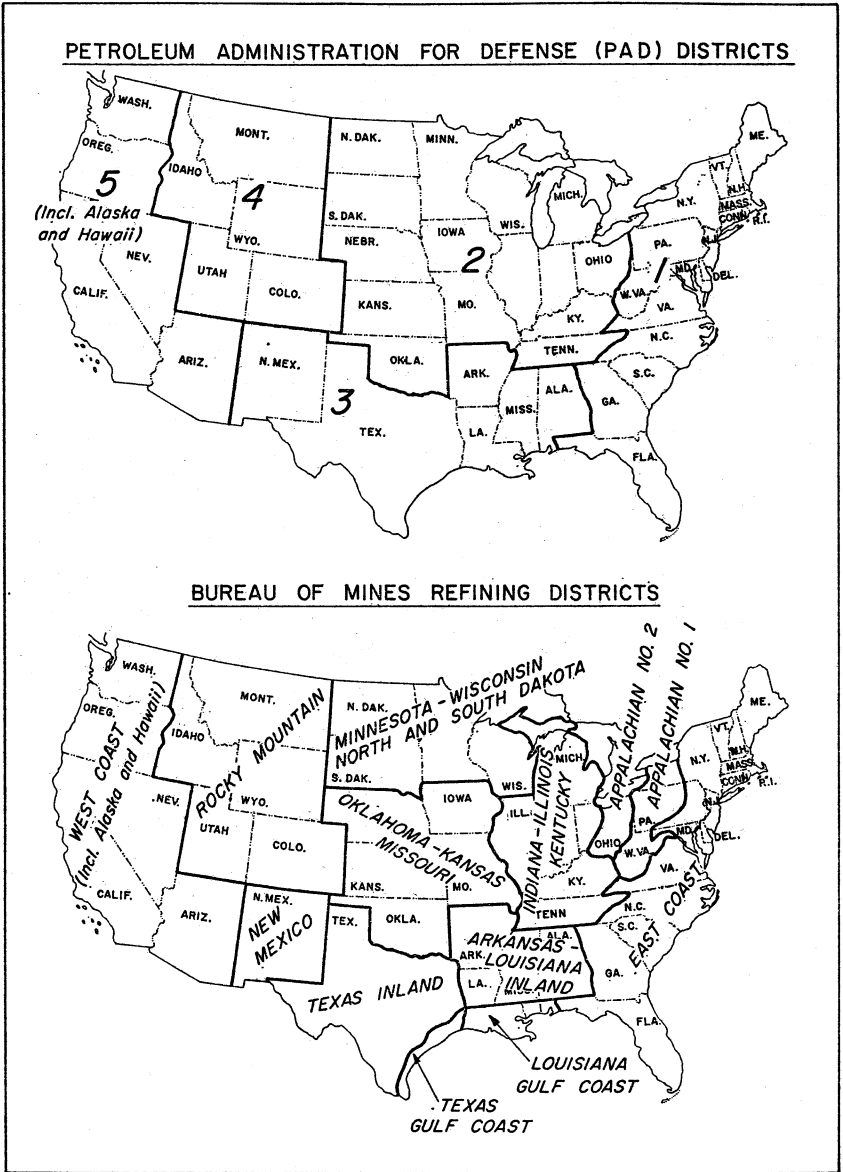 PETROLEUM ADMINISTRATION FOR DEFENSE (PAD) DISTRICTS
WASH.
MONT.
N. DAK.
MINN.
ME.
OREG.
IDAHO
VT.
N.H.
5
4
MICH.
N.Y.
MASS.
CONN.
R.I.
(Incl. Alaska
and Hawaii)
S. DAK.
WIS.
WYO.
NEBR.
IOWA
PA.
N.J.
NEV.
UTAH
2
OHIO
1
MD.
DEL.
CALIF.
COLO.
KANS.
MO.
W. VA.
VA.
KY.
N.C.
ARIZ.
N. MEX.
OKLA.
TENN.
ARK.
S.C.
3
MISS.
ALA.
GA.
TEX.
LA.
FLA.
BUREAU OF MINES REFINING DISTRICTS
WASH.
MONT.
N. DAK.
MINNESOTA-WISCONSIN
NORTH AND SOUTH DAKOTA
APPALACHIAN NO. 2
APPALACHIAN NO. 1
ME.
OREG.
WEST COAST
(Incl. Alaska and Hawaii)
IDAHO
ROCKY MOUNTAIN
MICH.
VT.
N.H.
N.Y.
MASS.
CONN.
R.I.
S. DAK.
WIS.
NEV.
WYO.
IOWA
ILL.
INDIANA-ILLINOIS
KENTUCKY
PA.
N.J.
UTAH
OKLAHOMA-KANSAS
MISSOURI
OHIO
MD.
DEL.
COLO.
W. VA.
VA.
CALIF.
KANS.
MO.
KY.
N. MEX.
TEX.
OKLA.
TENN
N.C.
ARIZ.
NEW
MEXICO
S.C.
EAST COAST
ARK.
ALA.
ARKANSAS-
LOUISIANA
INLAND
GA.
TEXAS INLAND
LA.
FLA.
LOUISIANA
GULF COAST
TEXAS
GULF COAST